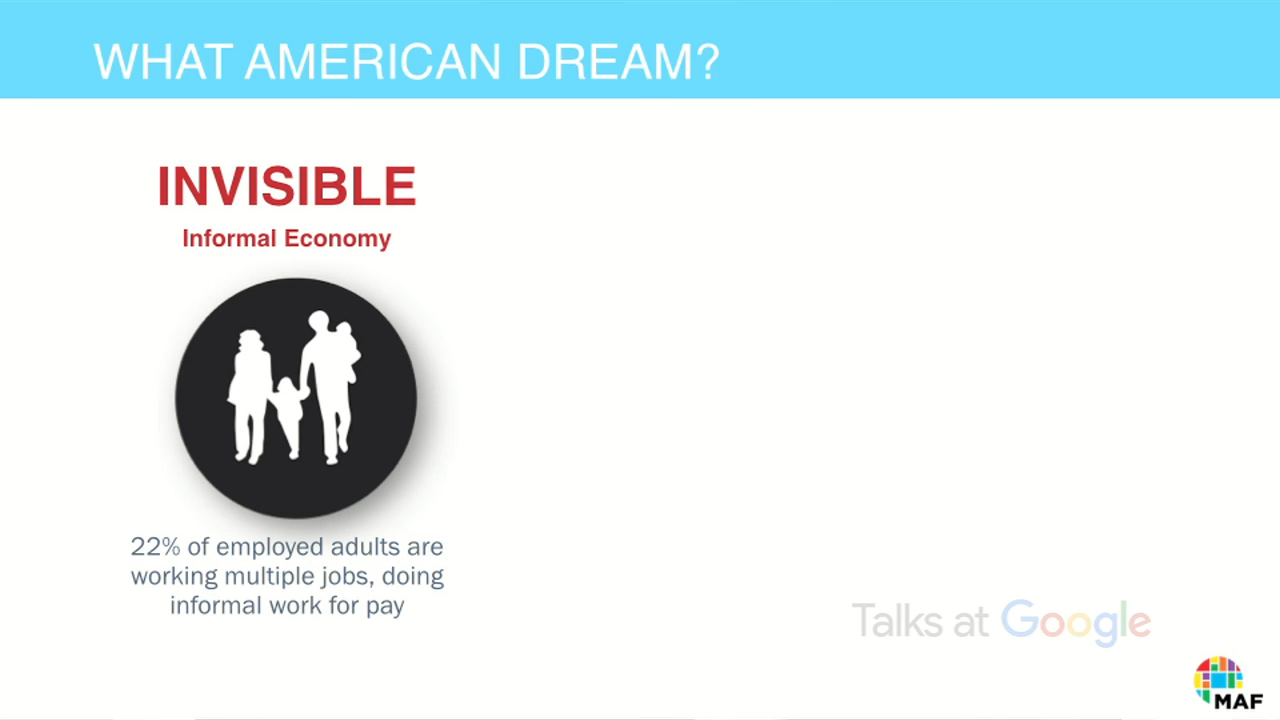 WHAT AMERICAN DREAM?
INVISIBLE
Informal Economy
22% of employed adults are
working multiple jobs, doing
informal work for pay
Talks at Google
MAF